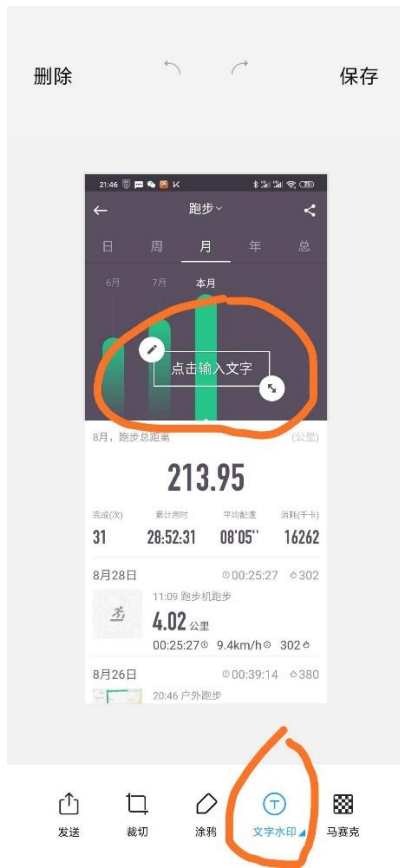 删除 保存
21:46
跑步
日 周 月 年 总
6月 7月 本月
点击输入文字
8月，跑步总距离 (公里)
213.95
完成(次) 累计用时 平均配速 消耗(千卡)
31 28:52:31 08'05'' 16262
8月28日 00:25:27 302
11:09 跑步机跑步
4.02 公里
00:25:27 9.4km/h 302
8月26日 00:39:14 380
20:46 户外跑步
发送 裁切 涂鸦 文字水印 马赛克